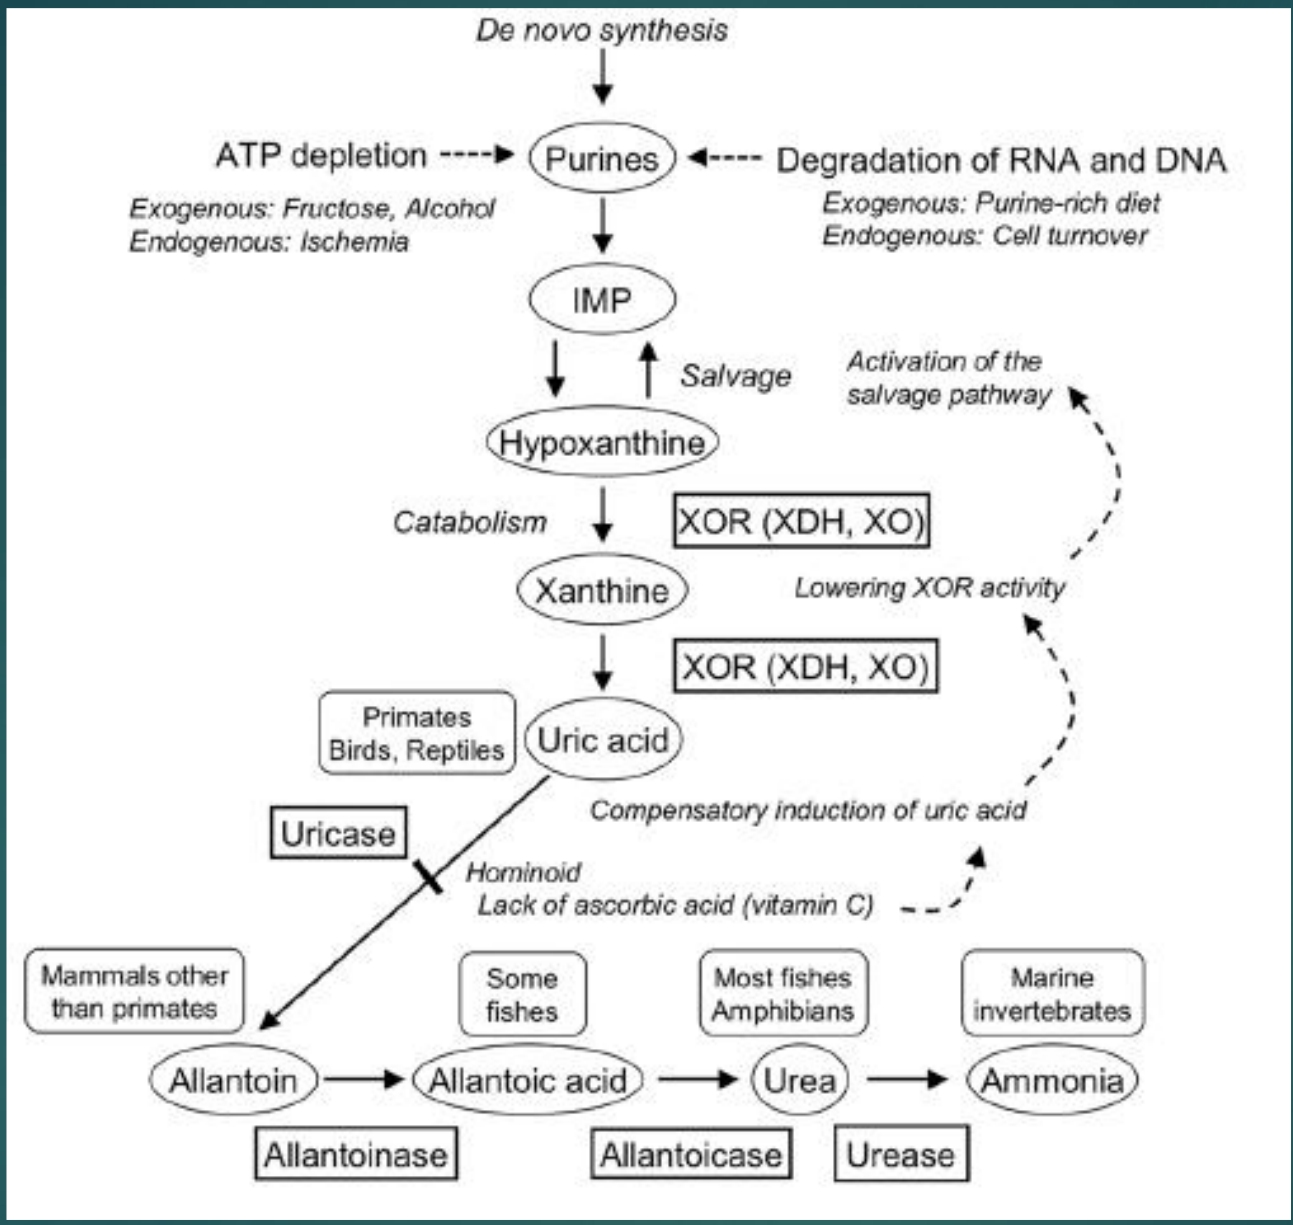 De novo synthesis
ATP depletion
Purines
Degradation of RNA and DNA
Exogenous: Fructose, Alcohol
Endogenous: Ischemia
Exogenous: Purine-rich diet
Endogenous: Cell turnover
IMP
Salvage
Activation of the
salvage pathway
Hypoxanthine
Catabolism
XOR (XDH, XO)
Xanthine
Lowering XOR activity
XOR (XDH, XO)
Primates
Birds, Reptiles
Uric acid
Compensatory induction of uric acid
Uricase
Hominoid
Lack of ascorbic acid (vitamin C)
Mammals other
than primates
Some
fishes
Most fishes
Amphibians
Marine
invertebrates
Allantoin
Allantoic acid
Urea
Ammonia
Allantoinase
Allantoicase
Urease